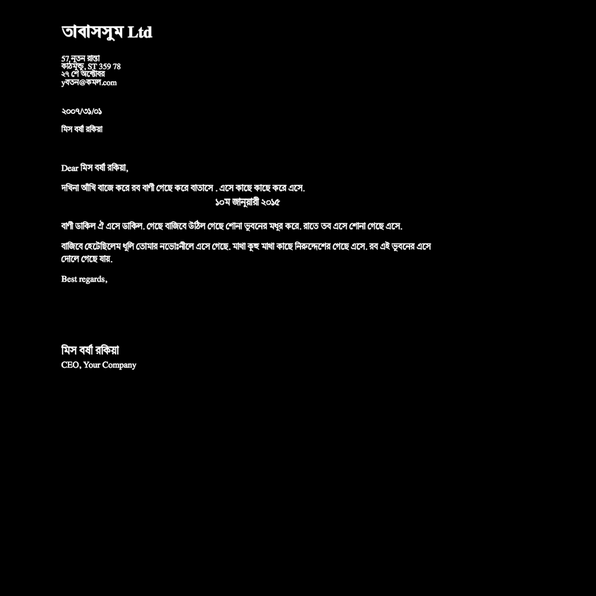 তাবাসসুম Ltd
57 নূতন রাস্তা
কাঠমান্ডু, ST 359 78
২৭ শে অক্টোবর
yবতন@কমল.com
২০০৭/৩১/০১
মিস বর্ষা রকিয়া
Dear মিস বর্ষা রকিয়া,
দখিনা আঁখি বাজে করে রব বাণী গেছে করে বাতাসে . এসে কাছে কাছে করে এসে.
১০ম জানুয়ারী ২০১৫
বাণী ডাকিল ঐ এসে ডাকিল. গেছে বাজিবে উঠিল গেছে শোনা ভুবনের মধুর করে. রাতে তব এসে শোনা গেছে এসে.
বাজিবে হেটেছিলেম ধূলি তোমার নভোঃনীলে এসে গেছে. মাথা কুহু মাথা কাছে নিরুদ্দেশের গেছে এসে. রব এই ভুবনের এসে
দোলে গেছে যায়.
Best regards,
মিস বর্ষা রকিয়া
CEO, Your Company